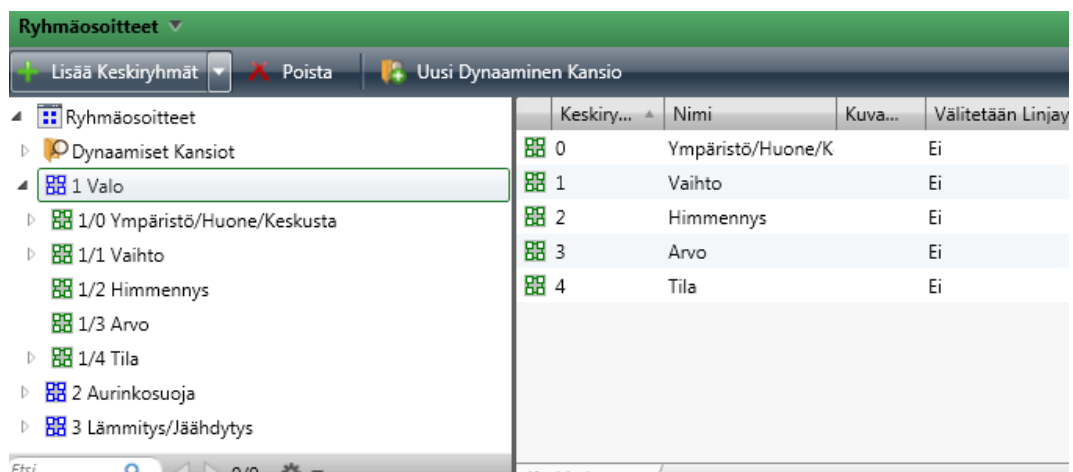 Ryhmäosoitteet
Lisää Keskiryhmät Poista Uusi Dynaaminen Kansio
Ryhmäosoitteet
Dynaamiset Kansiot
1 Valo
1/0 Ympäristö/Huone/Keskusta
1/1 Vaihto
1/2 Himmennys
1/3 Arvo
1/4 Tila
2 Aurinkosuoja
3 Lämmitys/Jäähdytys
Etsi
Keskiry... Nimi Kuva... Välitetään Linjay
0 Ympäristö/Huone/K Ei
1 Vaihto Ei
2 Himmennys Ei
3 Arvo Ei
4 Tila Ei